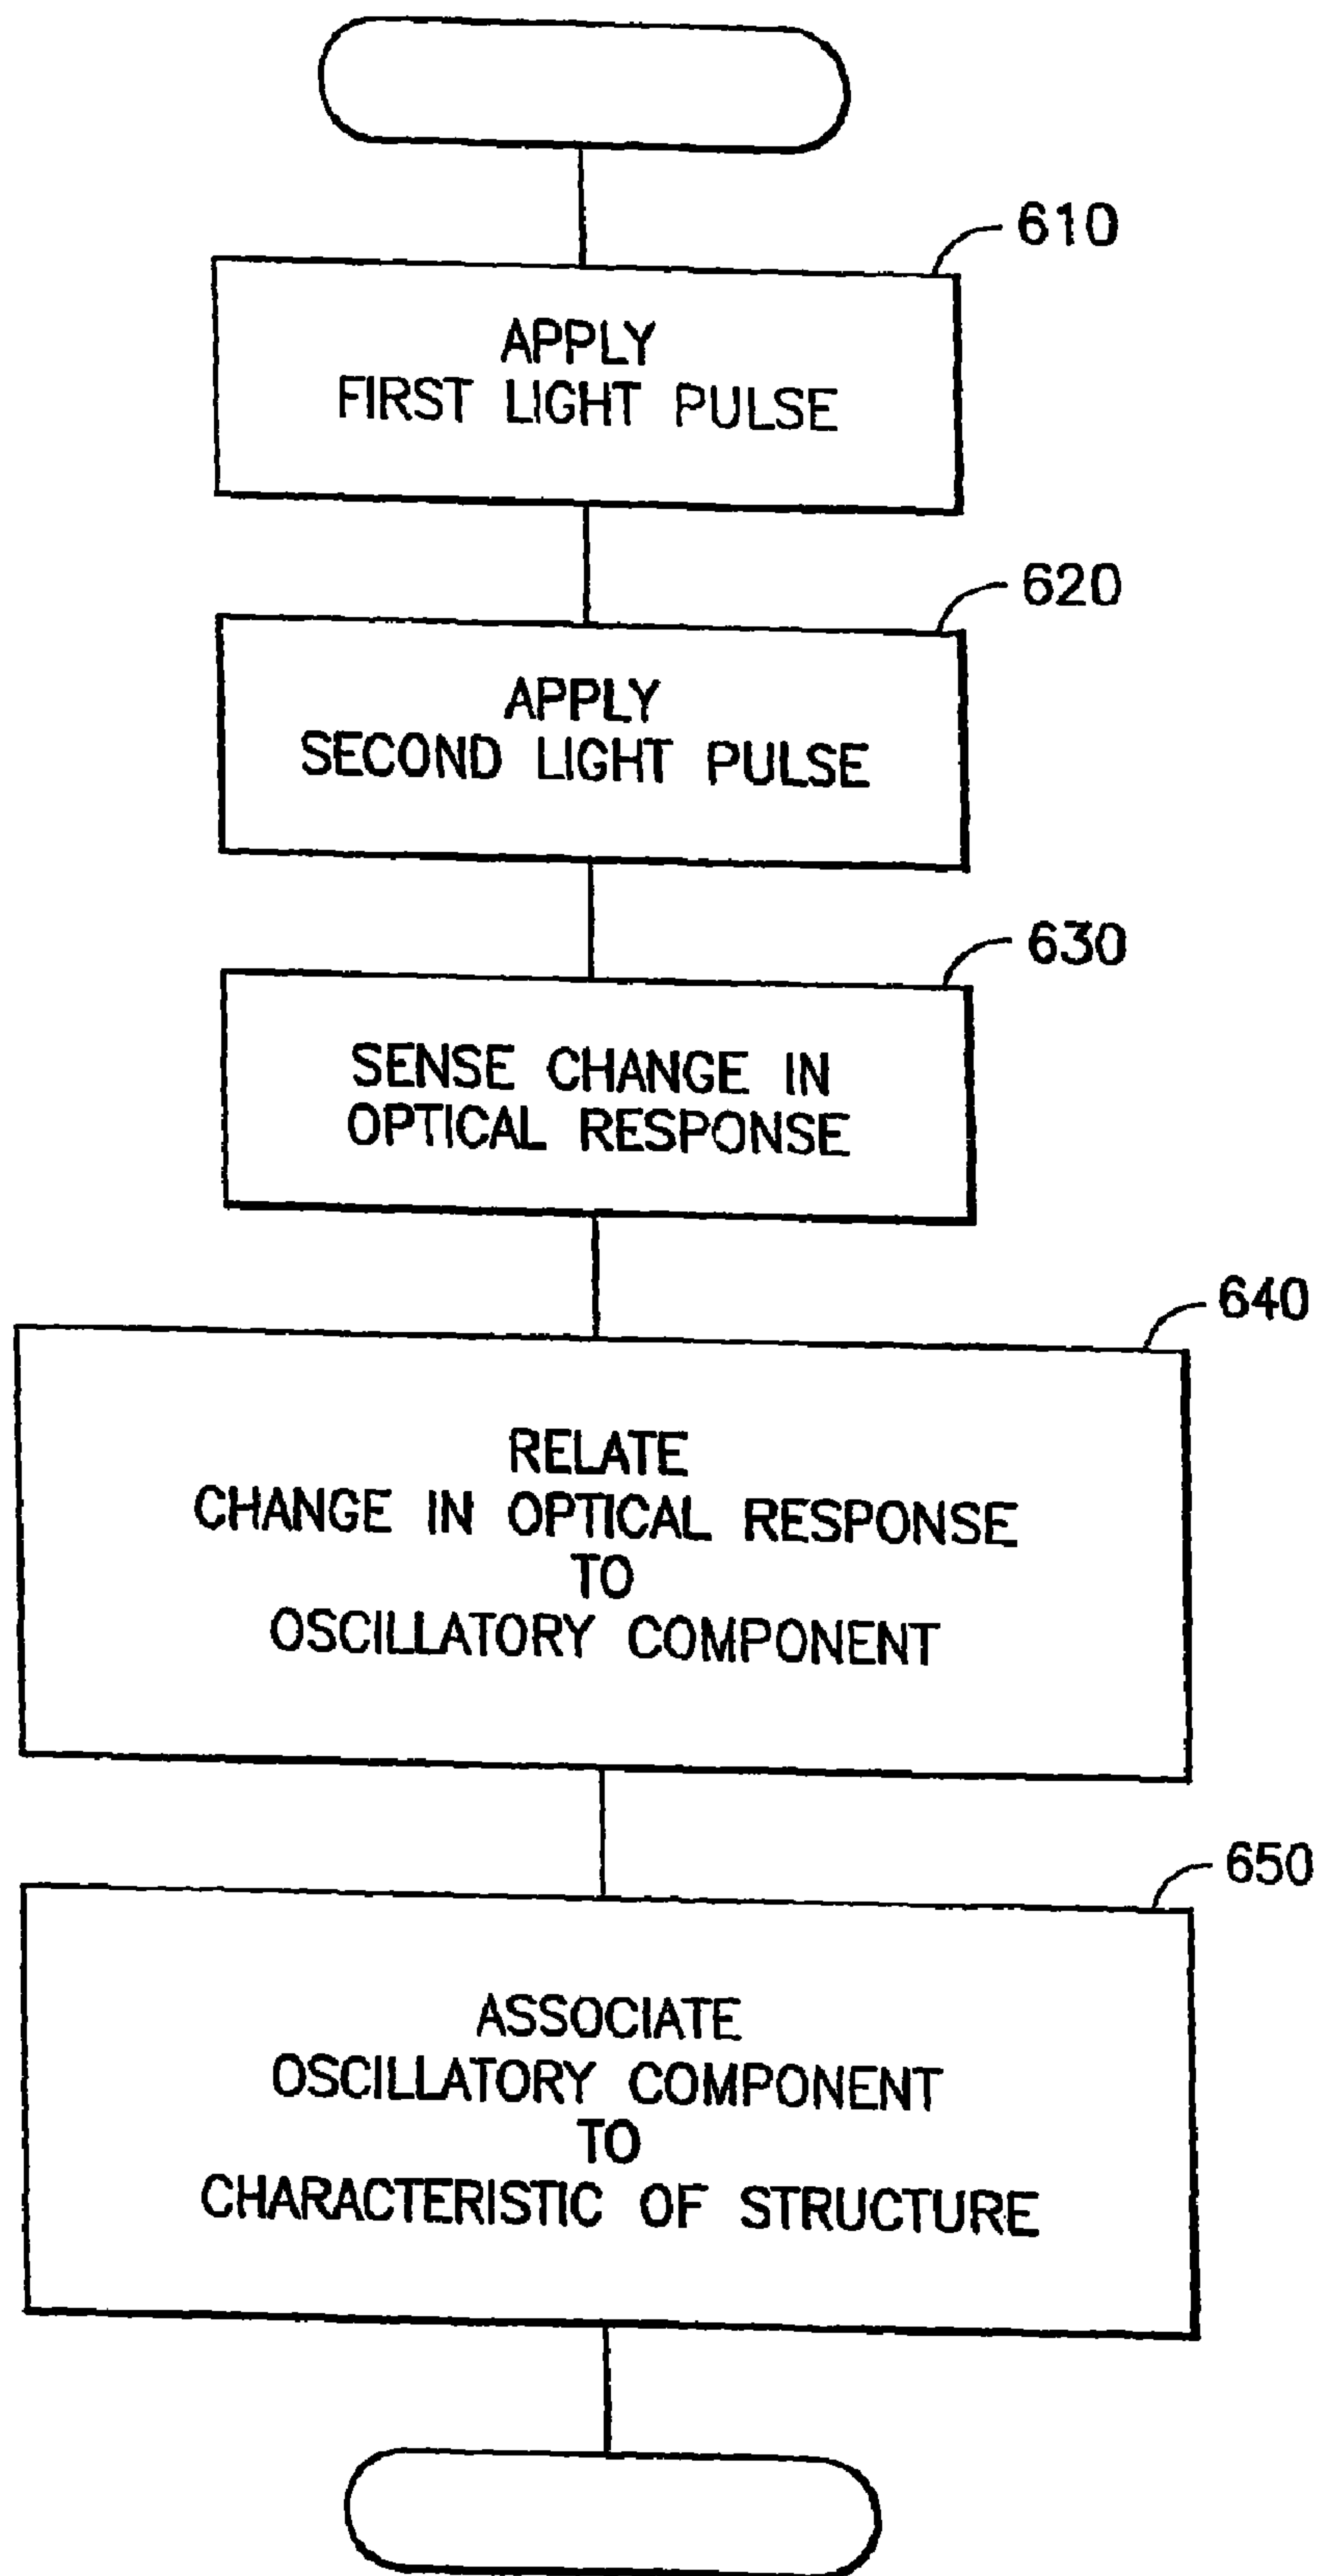 610
APPLY
FIRST LIGHT PULSE
620
APPLY
SECOND LIGHT PULSE
630
SENSE CHANGE IN
OPTICAL RESPONSE
640
RELATE
CHANGE IN OPTICAL RESPONSE
TO
OSCILLATORY COMPONENT
650
ASSOCIATE
OSCILLATORY COMPONENT
TO
CHARACTERISTIC OF STRUCTURE